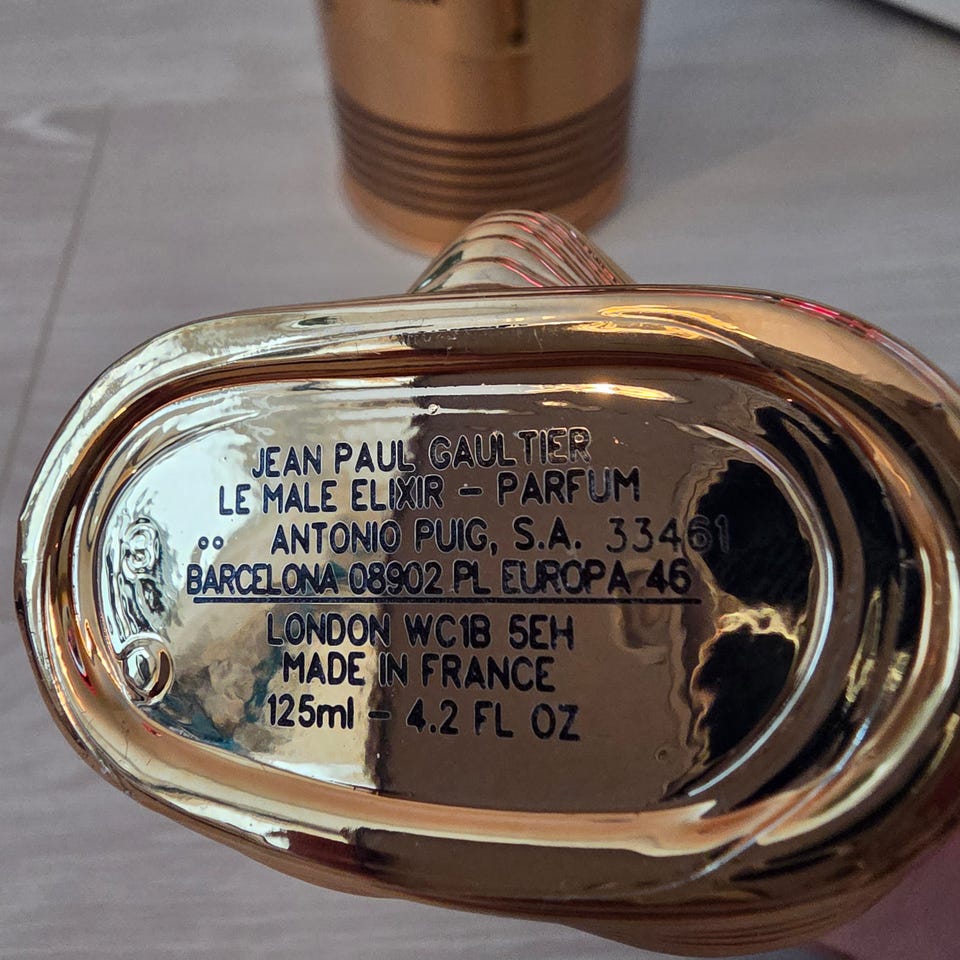 JEAN PAUL GAULTIER
LE MALE ELIXIR - PARFUM
ANTONIO PUIG, S.A. 33461
BARCELONA 08902 PL EUROPA 46
LONDON WC1B 5EH
MADE IN FRANCE
125ml - 4.2 FL OZ